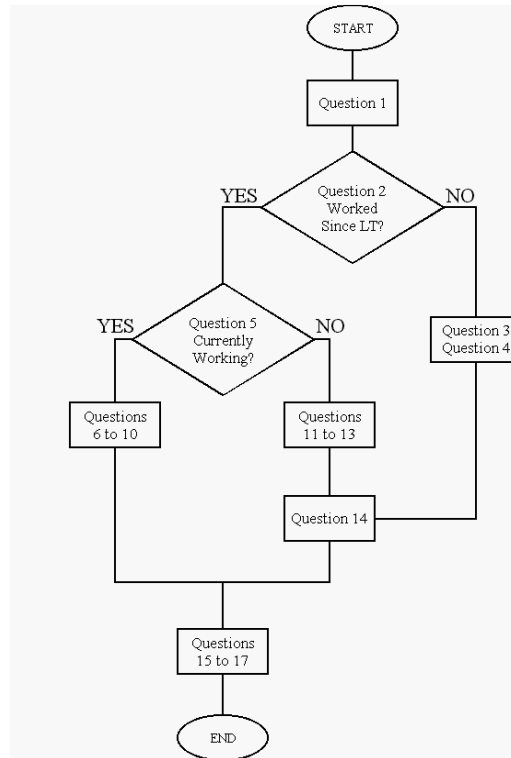 START
Question 1
Question 2
Worked
Since LT?
YES
NO
Question 3
Question 4
Question 5
Currently
Working?
YES
NO
Questions
6 to 10
Questions
11 to 13
Question 14
Questions
15 to 17
END